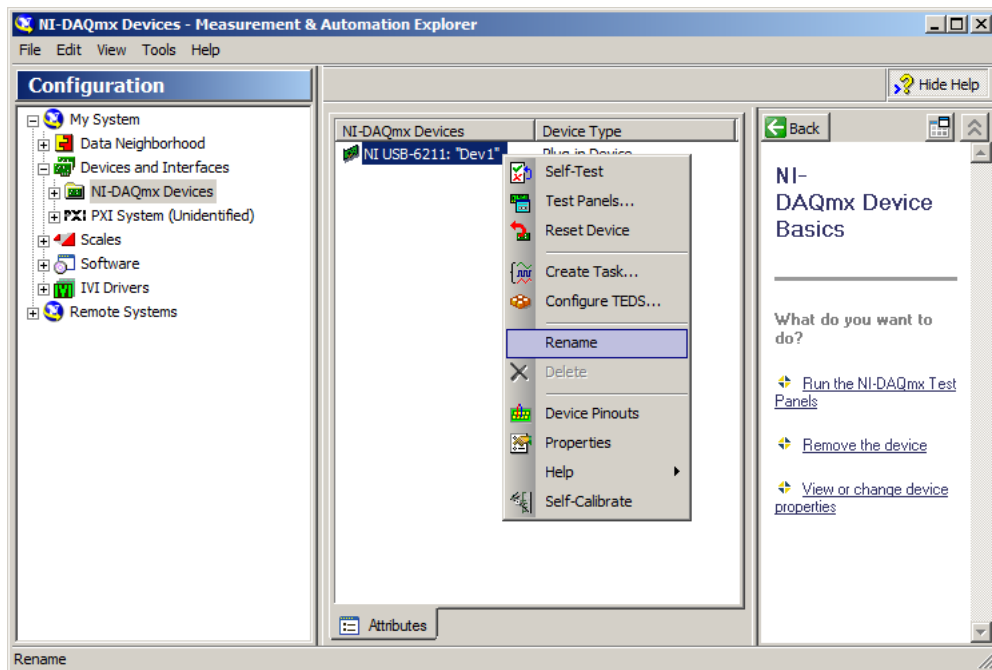 NI-DAQmx Devices - Measurement & Automation Explorer
File Edit View Tools Help
Configuration
Hide Help
My System
Data Neighborhood
Devices and Interfaces
NI-DAQmx Devices
PXI PXI System (Unidentified)
Scales
Software
IVI Drivers
Remote Systems
NI-DAQmx Devices Device Type
NI USB-6211: "Dev1" Plug-in Device
Self-Test
Test Panels...
Reset Device
Create Task...
Configure TEDS...
Rename
Delete
Device Pinouts
Properties
Help
Self-Calibrate
Attributes
Back
NI-
DAQmx Device
Basics
What do you want to
do?
Run the NI-DAQmx Test
Panels
Remove the device
View or change device
properties
Rename